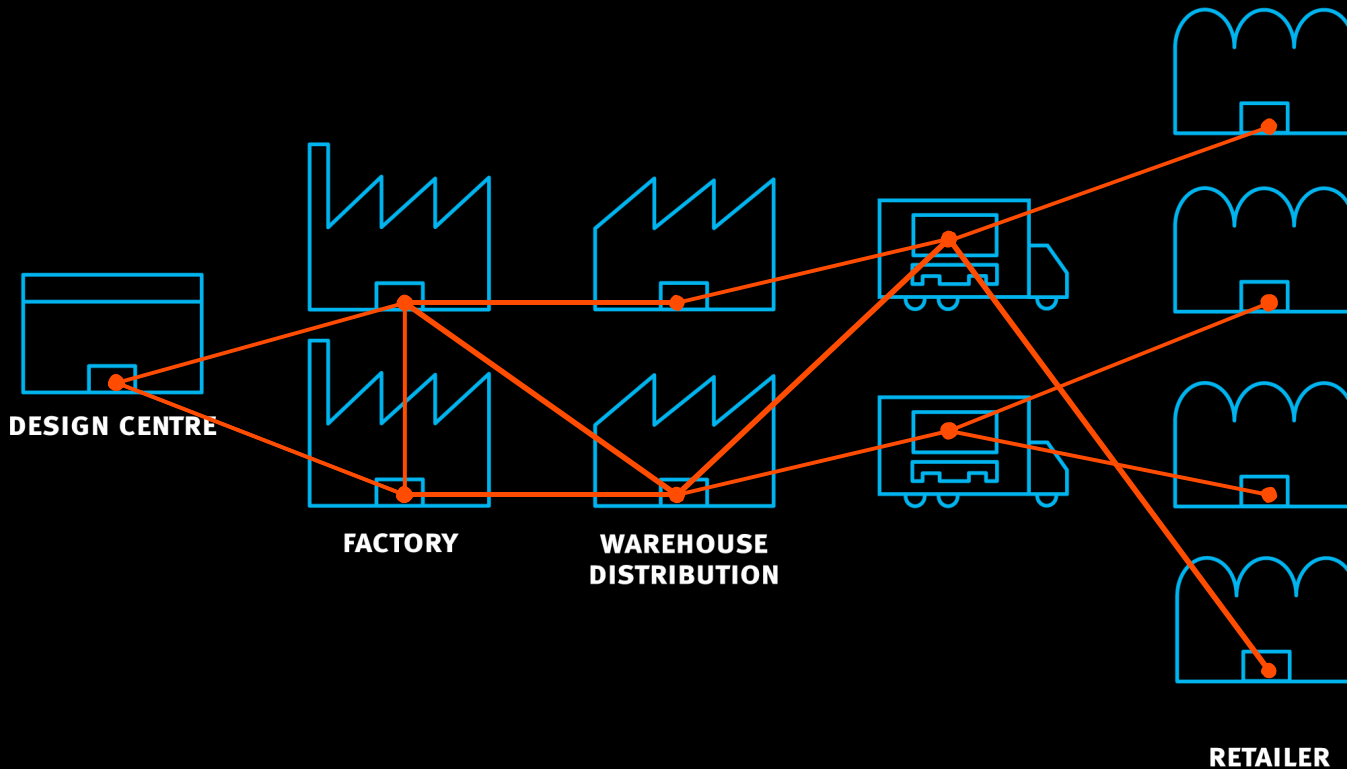 DESIGN CENTRE
FACTORY
WAREHOUSE
DISTRIBUTION
RETAILER